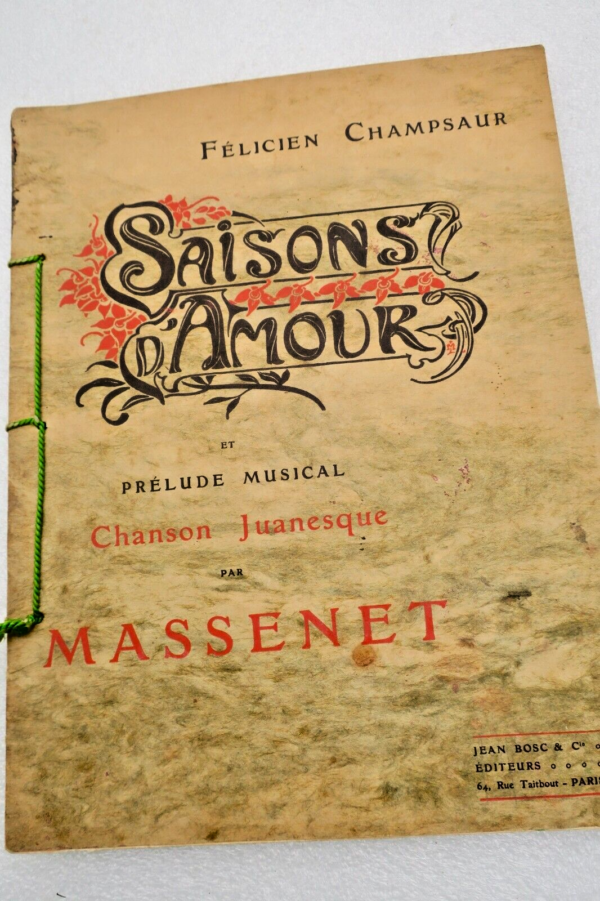 FÉLICIEN CHAMPSAUR
SAISONS
D'AMOUR
ET
PRÉLUDE MUSICAL
Chanson Juanesque
PAR
MASSENET
JEAN BOSC & Cie
ÉDITEURS
64, Rue Taitbout - PARIS